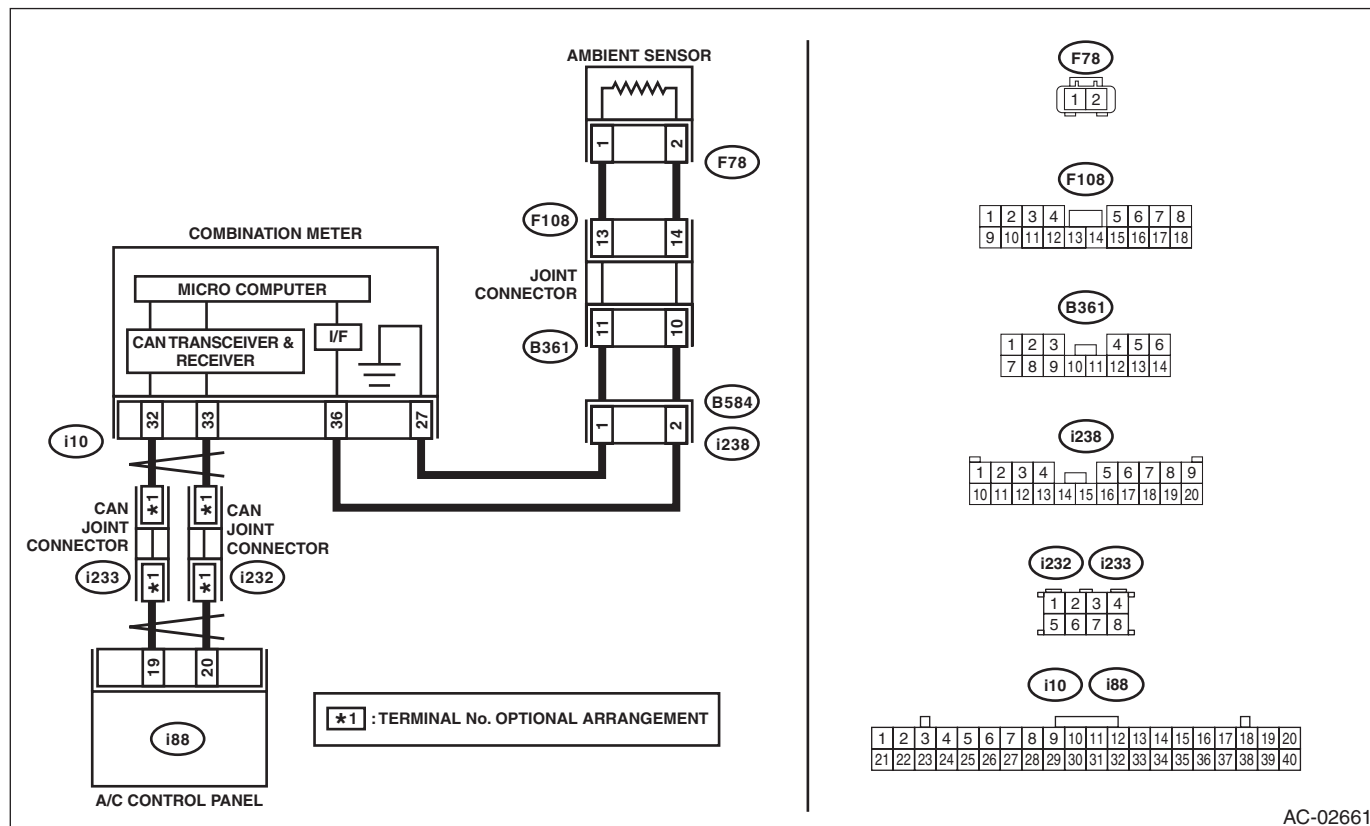 AMBIENT SENSOR
1 2
F78
F108
13 14
JOINT
CONNECTOR
11 10
B361
B584
1 2
i238
COMBINATION METER
MICRO COMPUTER
CAN TRANSCEIVER &
RECEIVER
I/F
32 33 36 27
i10
*1 *1
CAN
JOINT
CONNECTOR
CAN
JOINT
CONNECTOR
i233
*1 *1
i232
19 20
i88
A/C CONTROL PANEL
*1 : TERMINAL No. OPTIONAL ARRANGEMENT
F78
1 2
F108
1 2 3 4 5 6 7 8
9 10 11 12 13 14 15 16 17 18
B361
1 2 3 4 5 6
7 8 9 10 11 12 13 14
i238
1 2 3 4 5 6 7 8 9
10 11 12 13 14 15 16 17 18 19 20
i232 i233
1 2 3 4
5 6 7 8
i10 i88
1 2 3 4 5 6 7 8 9 10 11 12 13 14 15 16 17 18 19 20
21 22 23 24 25 26 27 28 29 30 31 32 33 34 35 36 37 38 39 40
AC-02661